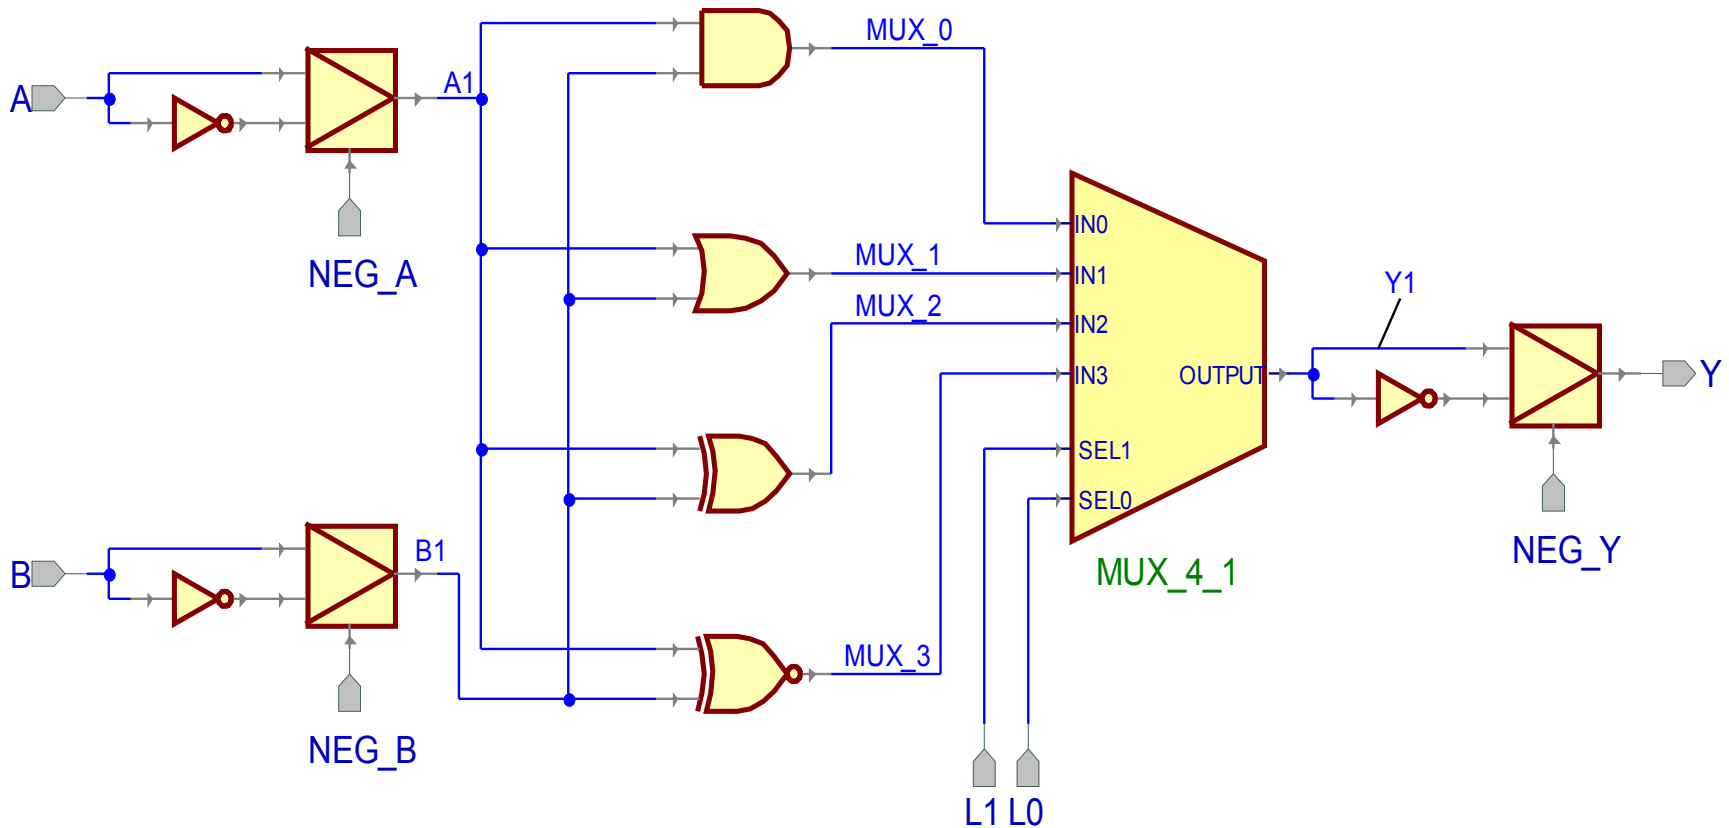 MUX_0
A
A1
NEG_A
IN0
MUX_1
IN1
Y1
MUX_2
IN2
IN3
OUTPUT
Y
SEL1
SEL0
B
B1
NEG_Y
MUX_4_1
MUX_3
NEG_B
L1 L0